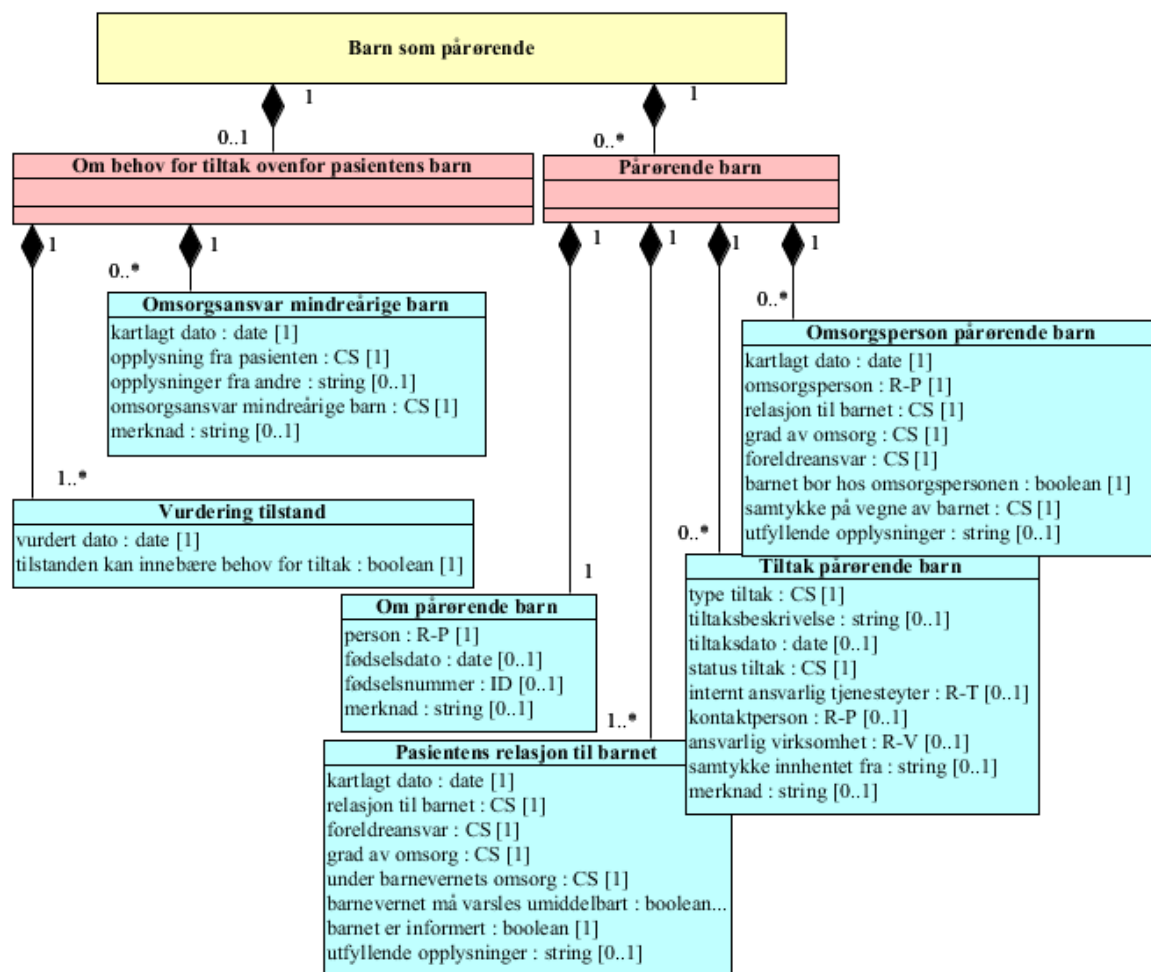 Barn som pårørende
1
1
0..1
0..*
Om behov for tiltak ovenfor pasientens barn
Pårørende barn
1
1
1
1
1
1
0..*
Omsorgsansvar mindreårige barn
kartlagt dato : date [1]
opplysning fra pasienten : CS [1]
opplysninger fra andre : string [0..1]
omsorgsansvar mindreårige barn : CS [1]
merknad : string [0..1]
0..*
Omsorgsperson pårørende barn
kartlagt dato : date [1]
omsorgsperson : R-P [1]
relasjon til barnet : CS [1]
grad av omsorg : CS [1]
foreldreansvar : CS [1]
barnet bor hos omsorgspersonen : boolean [1]
samtykke på vegne av barnet : CS [1]
utfyllende opplysninger : string [0..1]
1..*
Vurdering tilstand
vurdert dato : date [1]
tilstanden kan innebære behov for tiltak : boolean [1]
0..*
Tiltak pårørende barn
type tiltak : CS [1]
tiltaksbeskrivelse : string [0..1]
tiltaksdato : date [0..1]
status tiltak : CS [1]
internt ansvarlig tjenesteyter : R-T [0..1]
kontaktperson : R-P [0..1]
ansvarlig virksomhet : R-V [0..1]
samtykke innhentet fra : string [0..1]
merknad : string [0..1]
1
Om pårørende barn
person : R-P [1]
fødselsdato : date [0..1]
fødselsnummer : ID [0..1]
merknad : string [0..1]
1..*
Pasientens relasjon til barnet
kartlagt dato : date [1]
relasjon til barnet : CS [1]
foreldreansvar : CS [1]
grad av omsorg : CS [1]
under barnevernets omsorg : CS [1]
barnevernet må varsles umiddelbart : boolean...
barnet er informert : boolean [1]
utfyllende opplysninger : string [0..1]